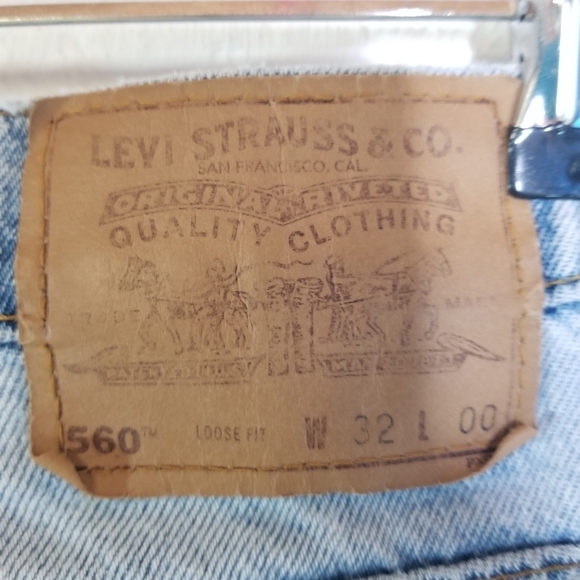 LEVI STRAUSS & CO.
SAN FRANCISCO, CAL.
ORIGINAL RIVETED
QUALITY CLOTHING
TRADE MARK
560™ LOOSE FIT W 32 L 00